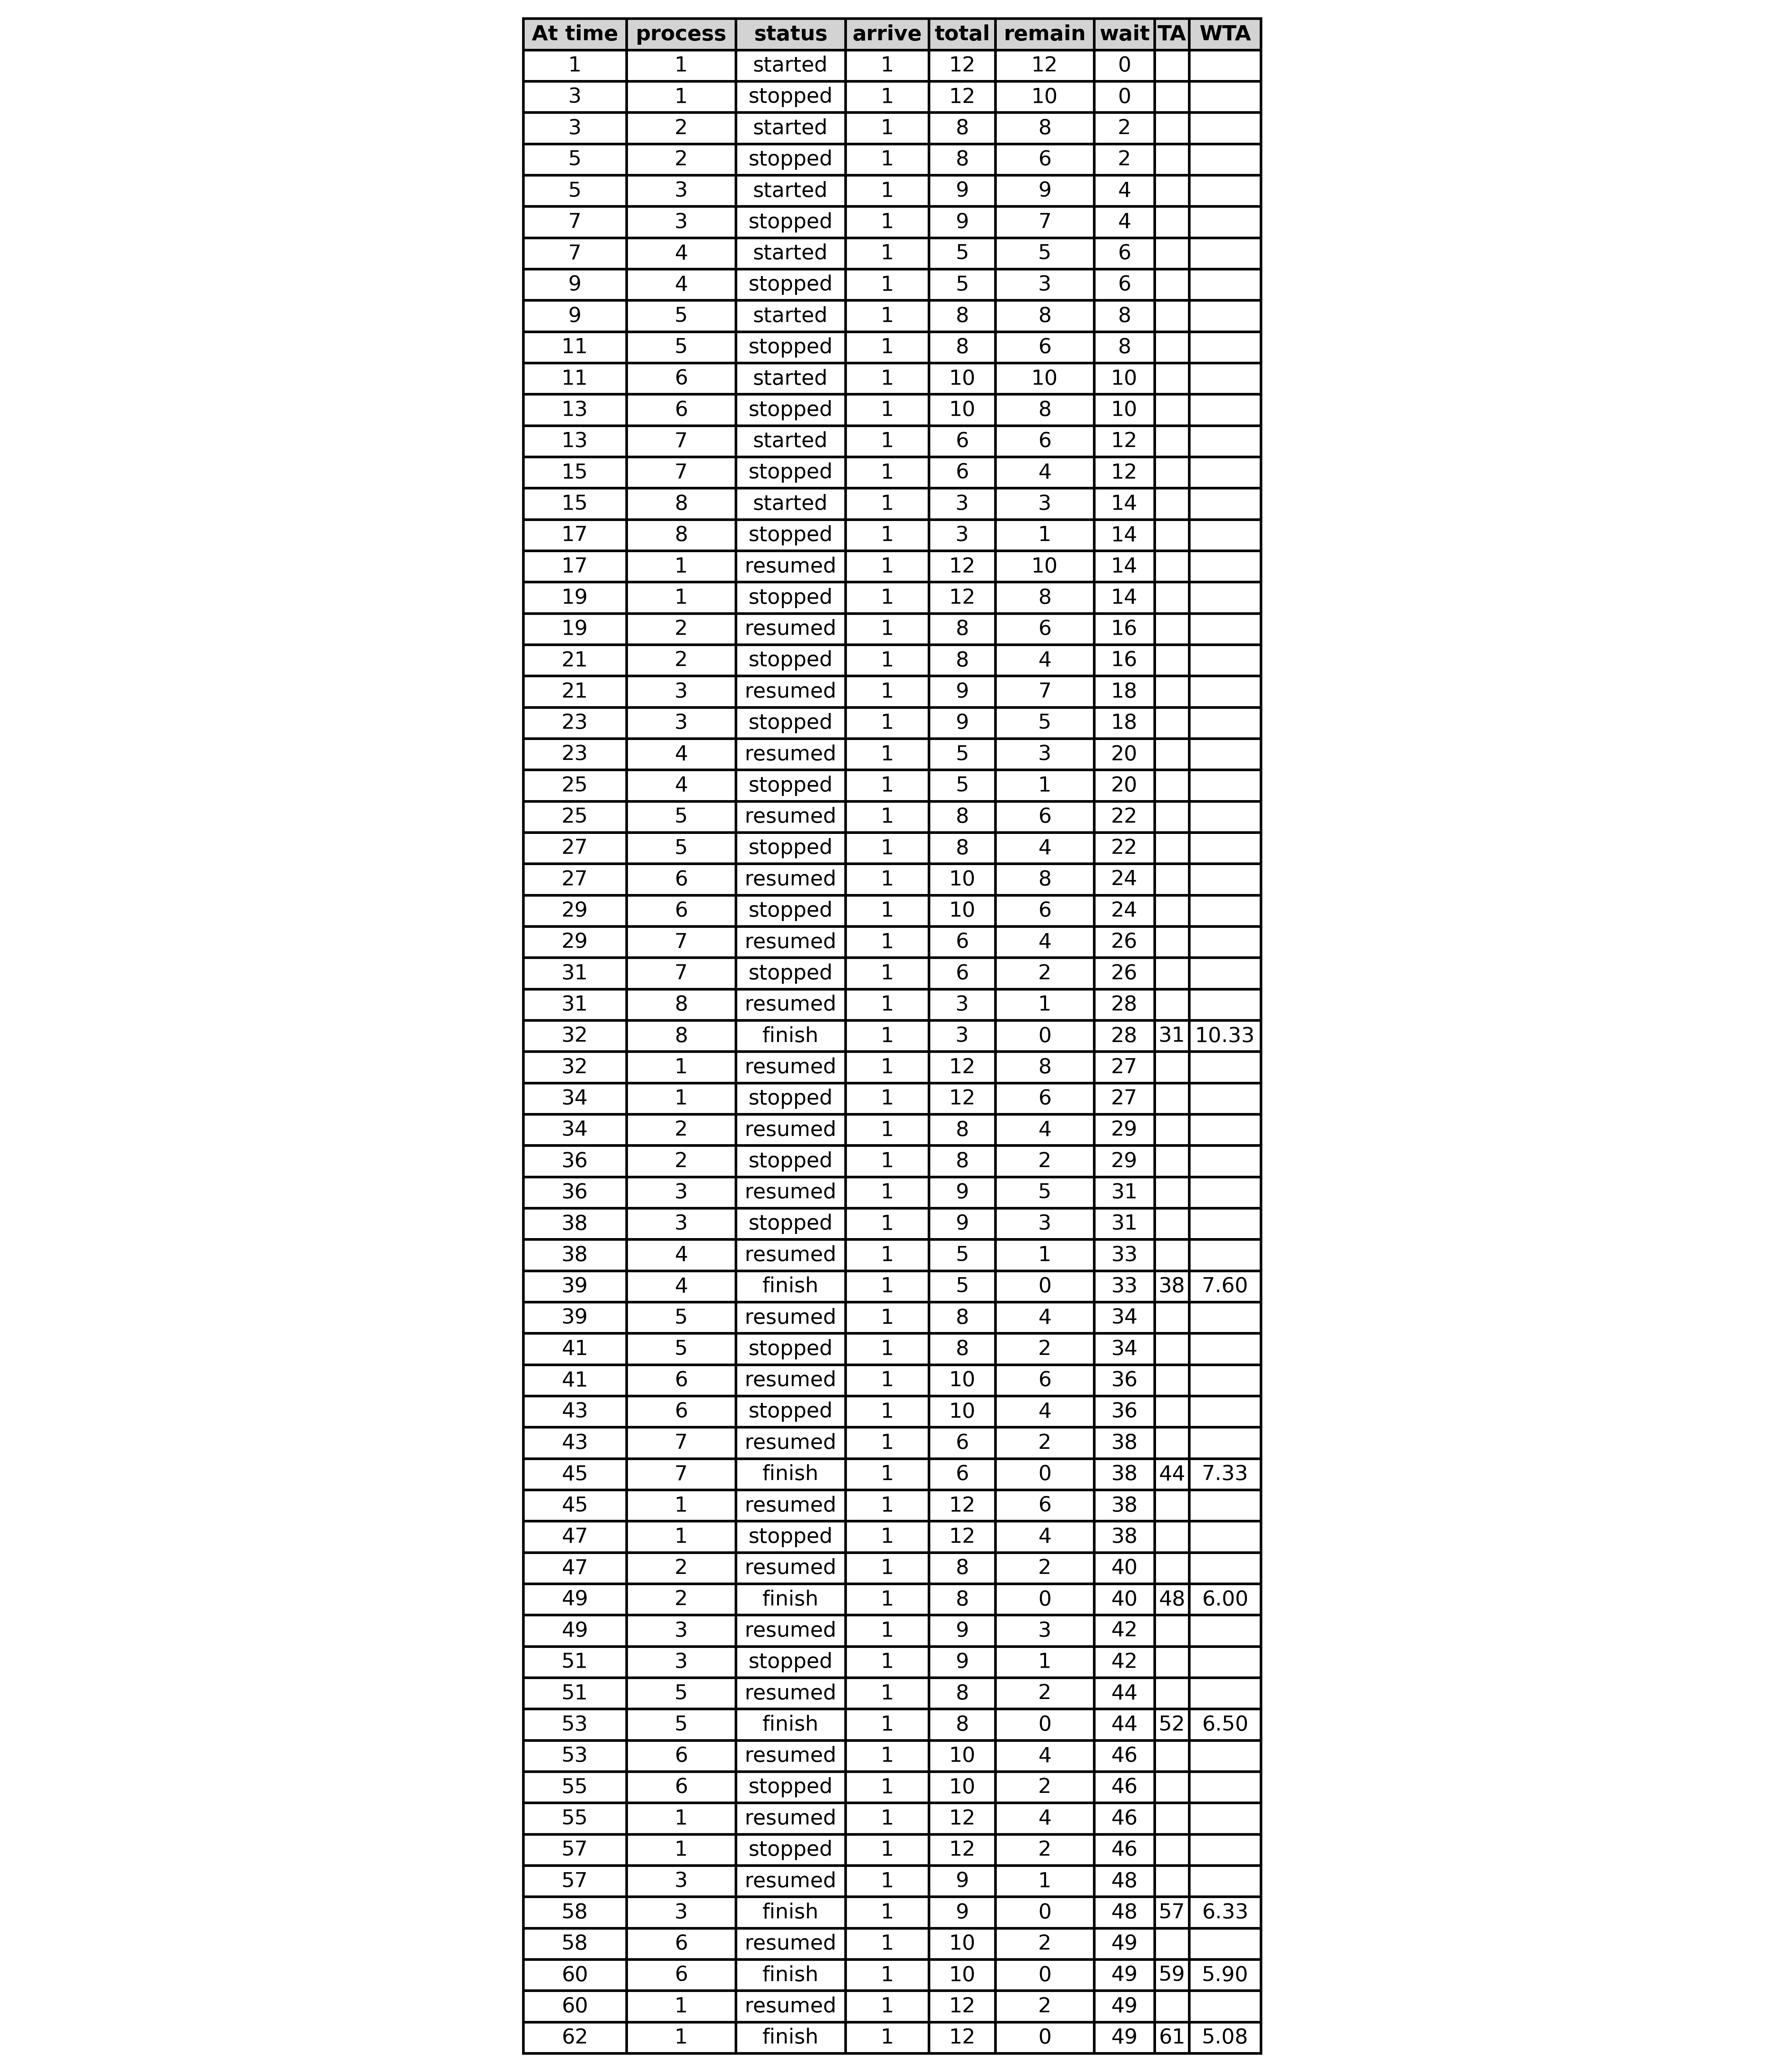 At time process status arrive total remain wait TA WTA
1 1 started 1 12 12 0
3 1 stopped 1 12 10 0
3 2 started 1 8 8 2
5 2 stopped 1 8 6 2
5 3 started 1 9 9 4
7 3 stopped 1 9 7 4
7 4 started 1 5 5 6
9 4 stopped 1 5 3 6
9 5 started 1 8 8 8
11 5 stopped 1 8 6 8
11 6 started 1 10 10 10
13 6 stopped 1 10 8 10
13 7 started 1 6 6 12
15 7 stopped 1 6 4 12
15 8 started 1 3 3 14
17 8 stopped 1 3 1 14
17 1 resumed 1 12 10 14
19 1 stopped 1 12 8 14
19 2 resumed 1 8 6 16
21 2 stopped 1 8 4 16
21 3 resumed 1 9 7 18
23 3 stopped 1 9 5 18
23 4 resumed 1 5 3 20
25 4 stopped 1 5 1 20
25 5 resumed 1 8 6 22
27 5 stopped 1 8 4 22
27 6 resumed 1 10 8 24
29 6 stopped 1 10 6 24
29 7 resumed 1 6 4 26
31 7 stopped 1 6 2 26
31 8 resumed 1 3 1 28
32 8 finish 1 3 0 28 31 10.33
32 1 resumed 1 12 8 27
34 1 stopped 1 12 6 27
34 2 resumed 1 8 4 29
36 2 stopped 1 8 2 29
36 3 resumed 1 9 5 31
38 3 stopped 1 9 3 31
38 4 resumed 1 5 1 33
39 4 finish 1 5 0 33 38 7.60
39 5 resumed 1 8 4 34
41 5 stopped 1 8 2 34
41 6 resumed 1 10 6 36
43 6 stopped 1 10 4 36
43 7 resumed 1 6 2 38
45 7 finish 1 6 0 38 44 7.33
45 1 resumed 1 12 6 38
47 1 stopped 1 12 4 38
47 2 resumed 1 8 2 40
49 2 finish 1 8 0 40 48 6.00
49 3 resumed 1 9 3 42
51 3 stopped 1 9 1 42
51 5 resumed 1 8 2 44
53 5 finish 1 8 0 44 52 6.50
53 6 resumed 1 10 4 46
55 6 stopped 1 10 2 46
55 1 resumed 1 12 4 46
57 1 stopped 1 12 2 46
57 3 resumed 1 9 1 48
58 3 finish 1 9 0 48 57 6.33
58 6 resumed 1 10 2 49
60 6 finish 1 10 0 49 59 5.90
60 1 resumed 1 12 2 49
62 1 finish 1 12 0 49 61 5.08